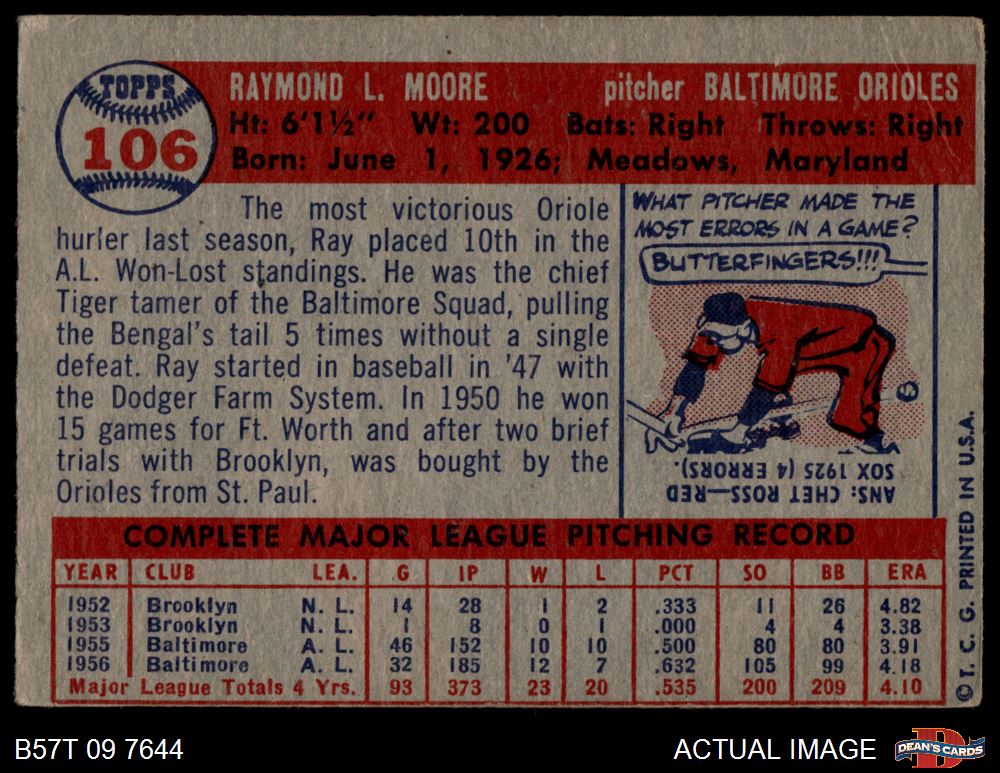 TOPPS
106
RAYMOND L. MOORE pitcher BALTIMORE ORIOLES
Ht: 6'1½" Wt: 200 Bats: Right Throws: Right
Born: June 1, 1926; Meadows, Maryland
The most victorious Oriole
hurler last season, Ray placed 10th in the
A.L. Won-Lost standings. He was the chief
Tiger tamer of the Baltimore Squad, pulling
the Bengal's tail 5 times without a single
defeat. Ray started in baseball in '47 with
the Dodger Farm System. In 1950 he won
15 games for Ft. Worth and after two brief
trials with Brooklyn, was bought by the
Orioles from St. Paul.
WHAT PITCHER MADE THE
MOST ERRORS IN A GAME?
BUTTERFINGERS!!!
ANS: CHET ROSS—RED
SOX 1925 (4 ERRORS).
COMPLETE MAJOR LEAGUE PITCHING RECORD
YEAR CLUB LEA. G IP W L PCT SO BB ERA
1952 Brooklyn N. L. 14 28 1 2 .333 11 26 4.82
1953 Brooklyn N. L. 1 8 0 1 .000 4 4 3.38
1955 Baltimore A. L. 46 152 10 10 .500 80 80 3.91
1956 Baltimore A. L. 32 185 12 7 .632 105 99 4.18
Major League Totals 4 Yrs. 93 373 23 20 .535 200 209 4.10
© T. C. G. PRINTED IN U.S.A.
B57T 09 7644
ACTUAL IMAGE
D
DEAN'S CARDS